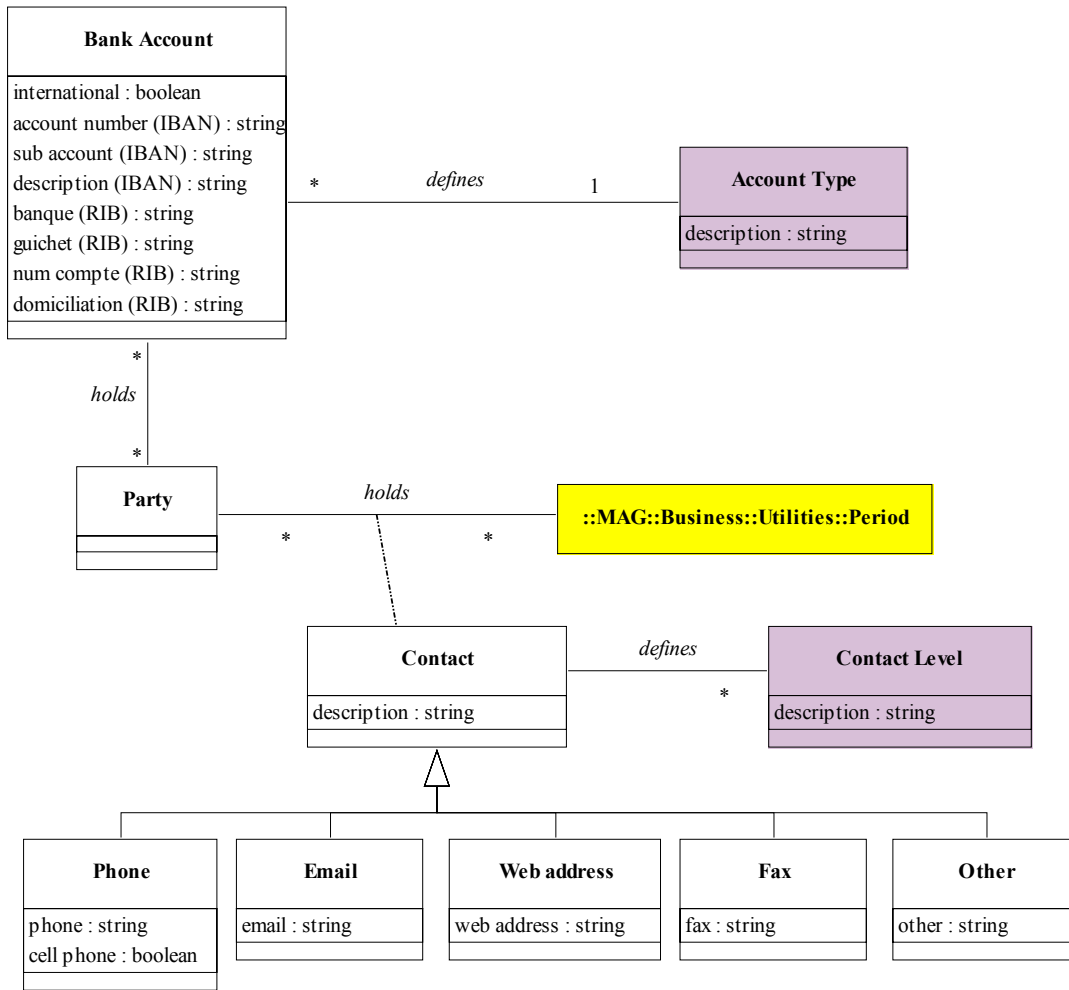 Bank Account
international : boolean
account number (IBAN) : string
sub account (IBAN) : string
description (IBAN) : string
banque (RIB) : string
guichet (RIB) : string
num compte (RIB) : string
domiciliation (RIB) : string
* defines 1
Account Type
description : string
*
holds
*
Party
holds
* *
::MAG::Business::Utilities::Period
Contact
description : string
defines
*
Contact Level
description : string
Phone
phone : string
cell phone : boolean
Email
email : string
Web address
web address : string
Fax
fax : string
Other
other : string